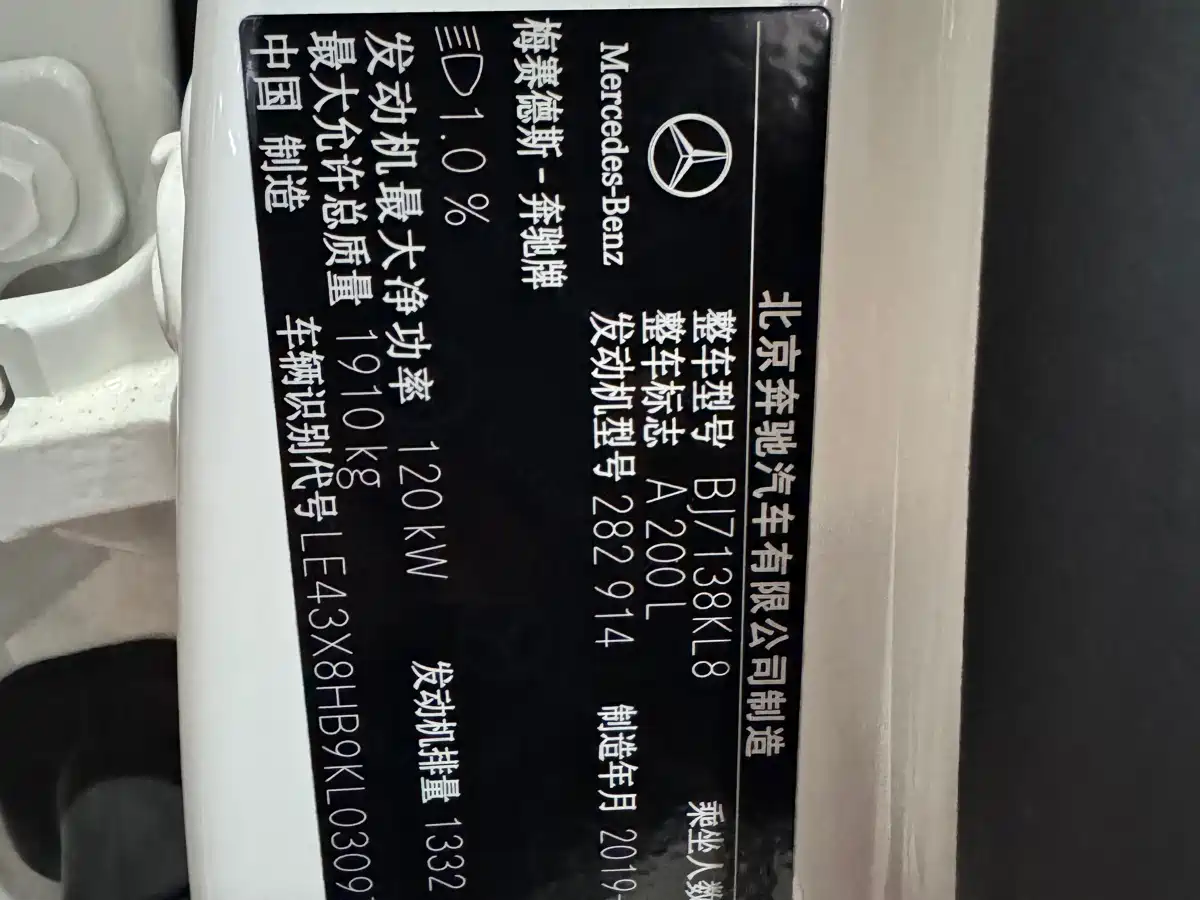 北京奔驰汽车有限公司制造
Mercedes-Benz
整车型号 BJ7138KL8 乘坐人数
整车标志 A 200 L
发动机型号 282 914 制造年月 2019-
梅赛德斯-奔驰牌
1.0 %
发动机最大净功率 120 kW 发动机排量 1332
最大允许总质量 1910kg
中国 制造 车辆识别代号 LE43X8HB9KL0309